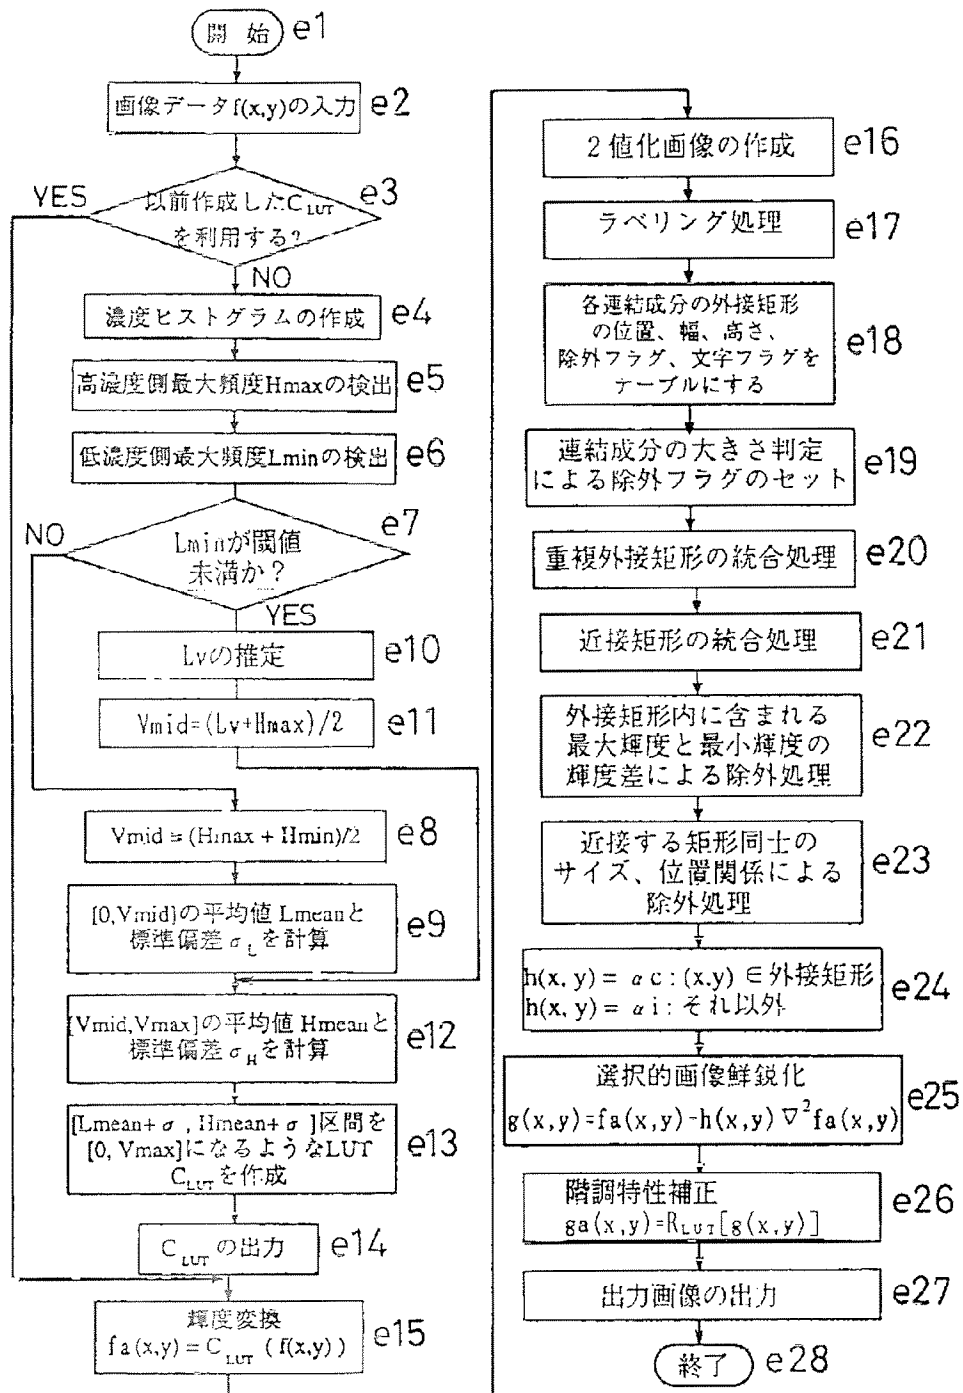 開 始 e1
画像データf(x,y)の入力 e2
YES
以前作成したC_LUT e3
を利用する?
NO
濃度ヒストグラムの作成 e4
高濃度側最大頻度Hmaxの検出 e5
低濃度側最大頻度Lminの検出 e6
NO
e7
Lminが閾値
未満か?
YES
Lvの推定 e10
Vmid=(Lv+Hmax)/2 e11
Vmid = (Hmax + Hmin)/2 e8
[0,Vmid]の平均値 Lmeanと
標準偏差σ_Lを計算 e9
[Vmid,Vmax]の平均値 Hmeanと
標準偏差σ_Hを計算 e12
[Lmean+σ, Hmean+σ]区間を
[0, Vmax]になるようなLUT e13
C_LUTを作成
C_LUTの出力 e14
輝度変換
fa(x,y) = C_LUT (f(x,y)) e15
2値化画像の作成 e16
ラベリング処理 e17
各連結成分の外接矩形
の位置、幅、高さ、 e18
除外フラグ、文字フラグを
テーブルにする
連結成分の大きさ判定
による除外フラグのセット e19
重複外接矩形の統合処理 e20
近接矩形の統合処理 e21
外接矩形内に含まれる
最大輝度と最小輝度の e22
輝度差による除外処理
近接する矩形同士の
サイズ、位置関係による e23
除外処理
h(x, y) = αc : (x.y) ∈ 外接矩形
h(x, y) = αi : それ以外 e24
選択的画像鮮鋭化
g(x,y)=fa(x,y)-h(x,y)∇²fa(x,y) e25
階調特性補正
ga(x,y)=R_LUT[g(x,y)] e26
出力画像の出力 e27
終了 e28